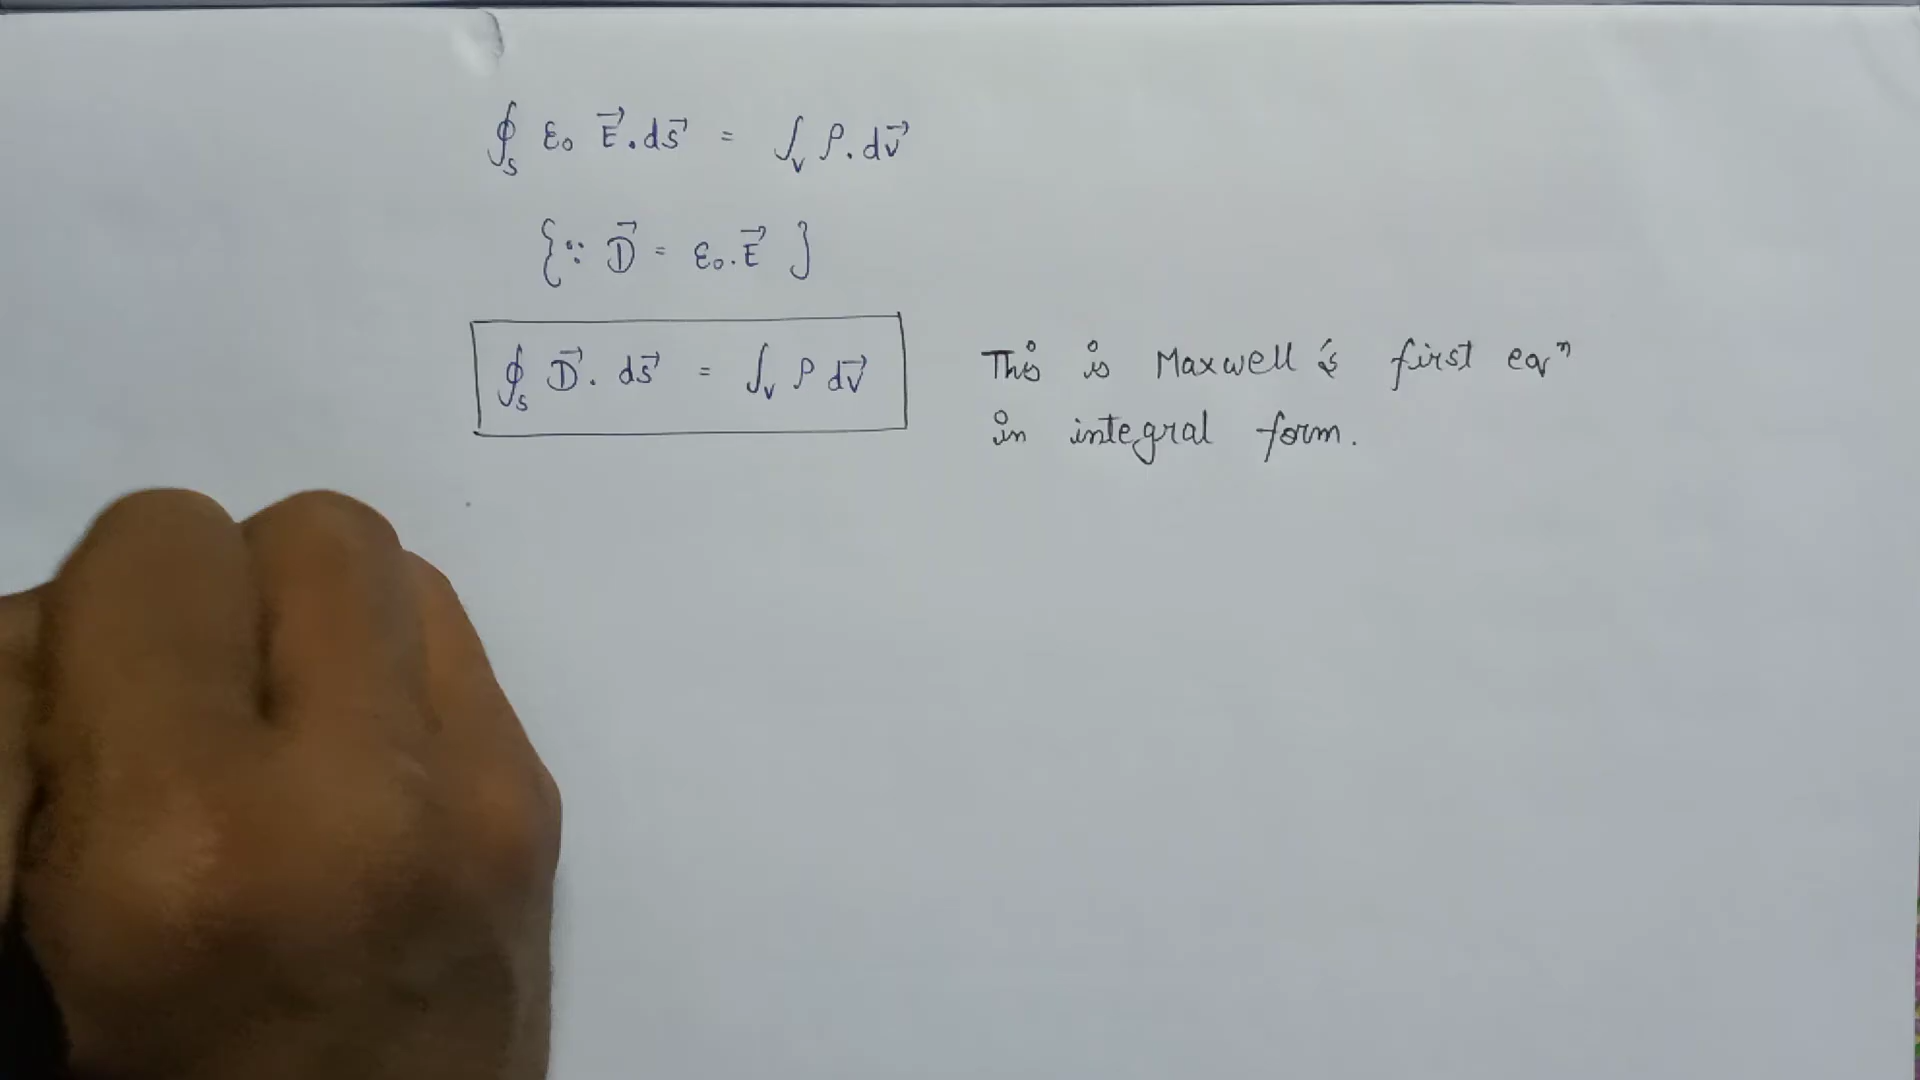 ∮ₛ ε₀ E⃗ . ds⃗ = ∫ᵥ ρ . dv⃗
{∵ D⃗ = ε₀ . E⃗ }
∮ₛ D⃗ . ds⃗ = ∫ᵥ ρ dv⃗ This is Maxwell's first eqⁿ
in integral form.